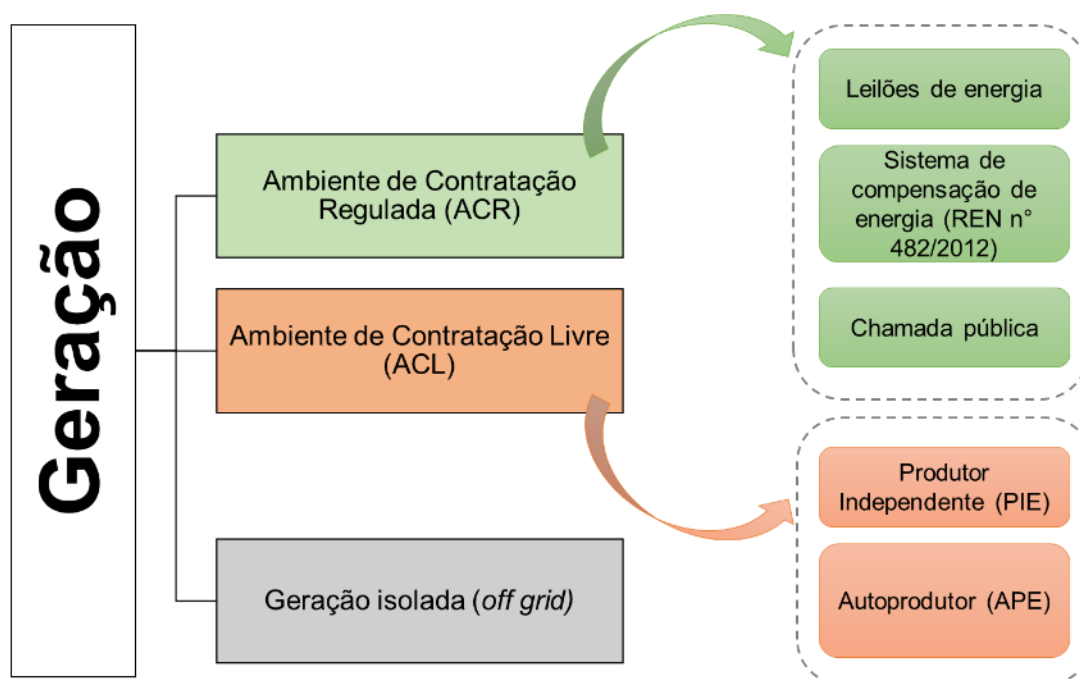 Geração
Ambiente de Contratação
Regulada (ACR)
Ambiente de Contratação Livre
(ACL)
Geração isolada (off grid)
Leilões de energia
Sistema de
compensação de
energia (REN n°
482/2012)
Chamada pública
Produtor
Independente (PIE)
Autoprodutor (APE)